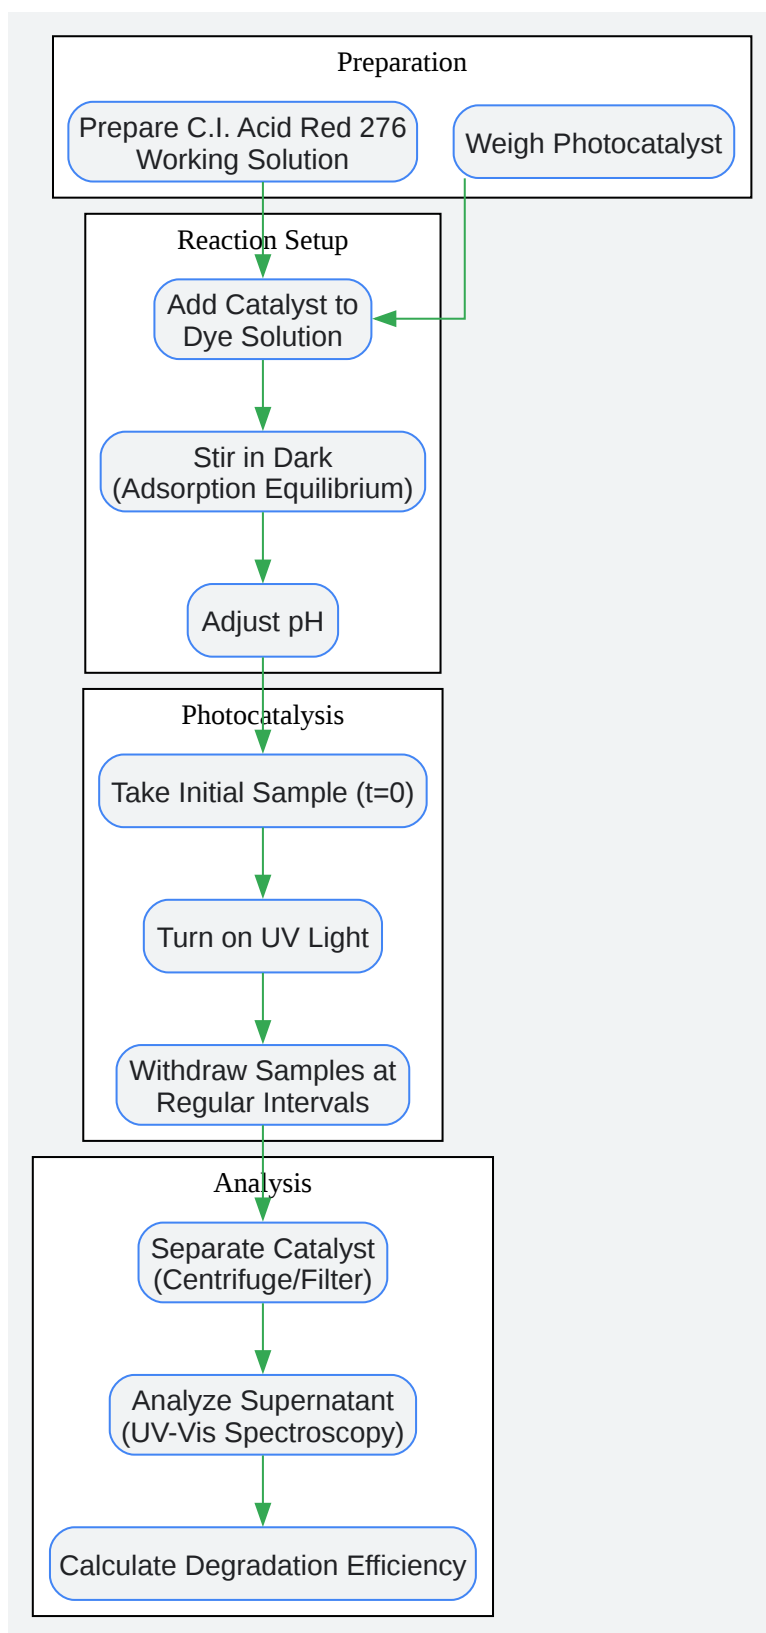 Preparation
Prepare C.I. Acid Red 276
Working Solution
Weigh Photocatalyst
Reaction Setup
Add Catalyst to
Dye Solution
Stir in Dark
(Adsorption Equilibrium)
Adjust pH
Photocatalysis
Take Initial Sample (t=0)
Turn on UV Light
Withdraw Samples at
Regular Intervals
Analysis
Separate Catalyst
(Centrifuge/Filter)
Analyze Supernatant
(UV-Vis Spectroscopy)
Calculate Degradation Efficiency